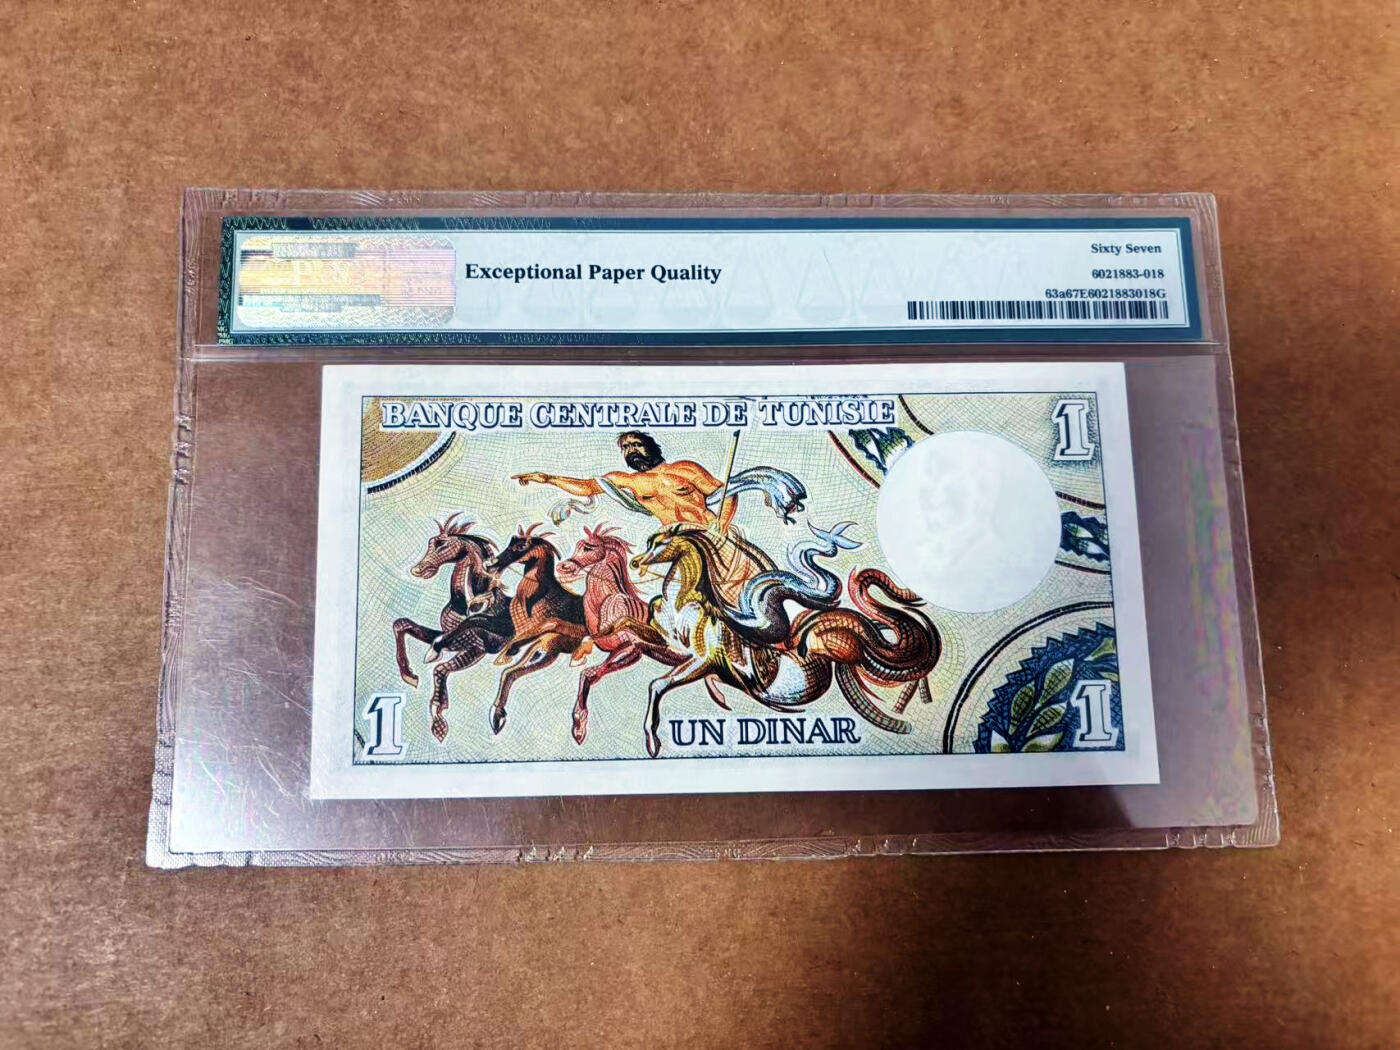 Exceptional Paper Quality
Sixty Seven
6021883-018
63a67E6021883018G
BANQUE CENTRALE DE TUNISIE
1
1
UN DINAR
1